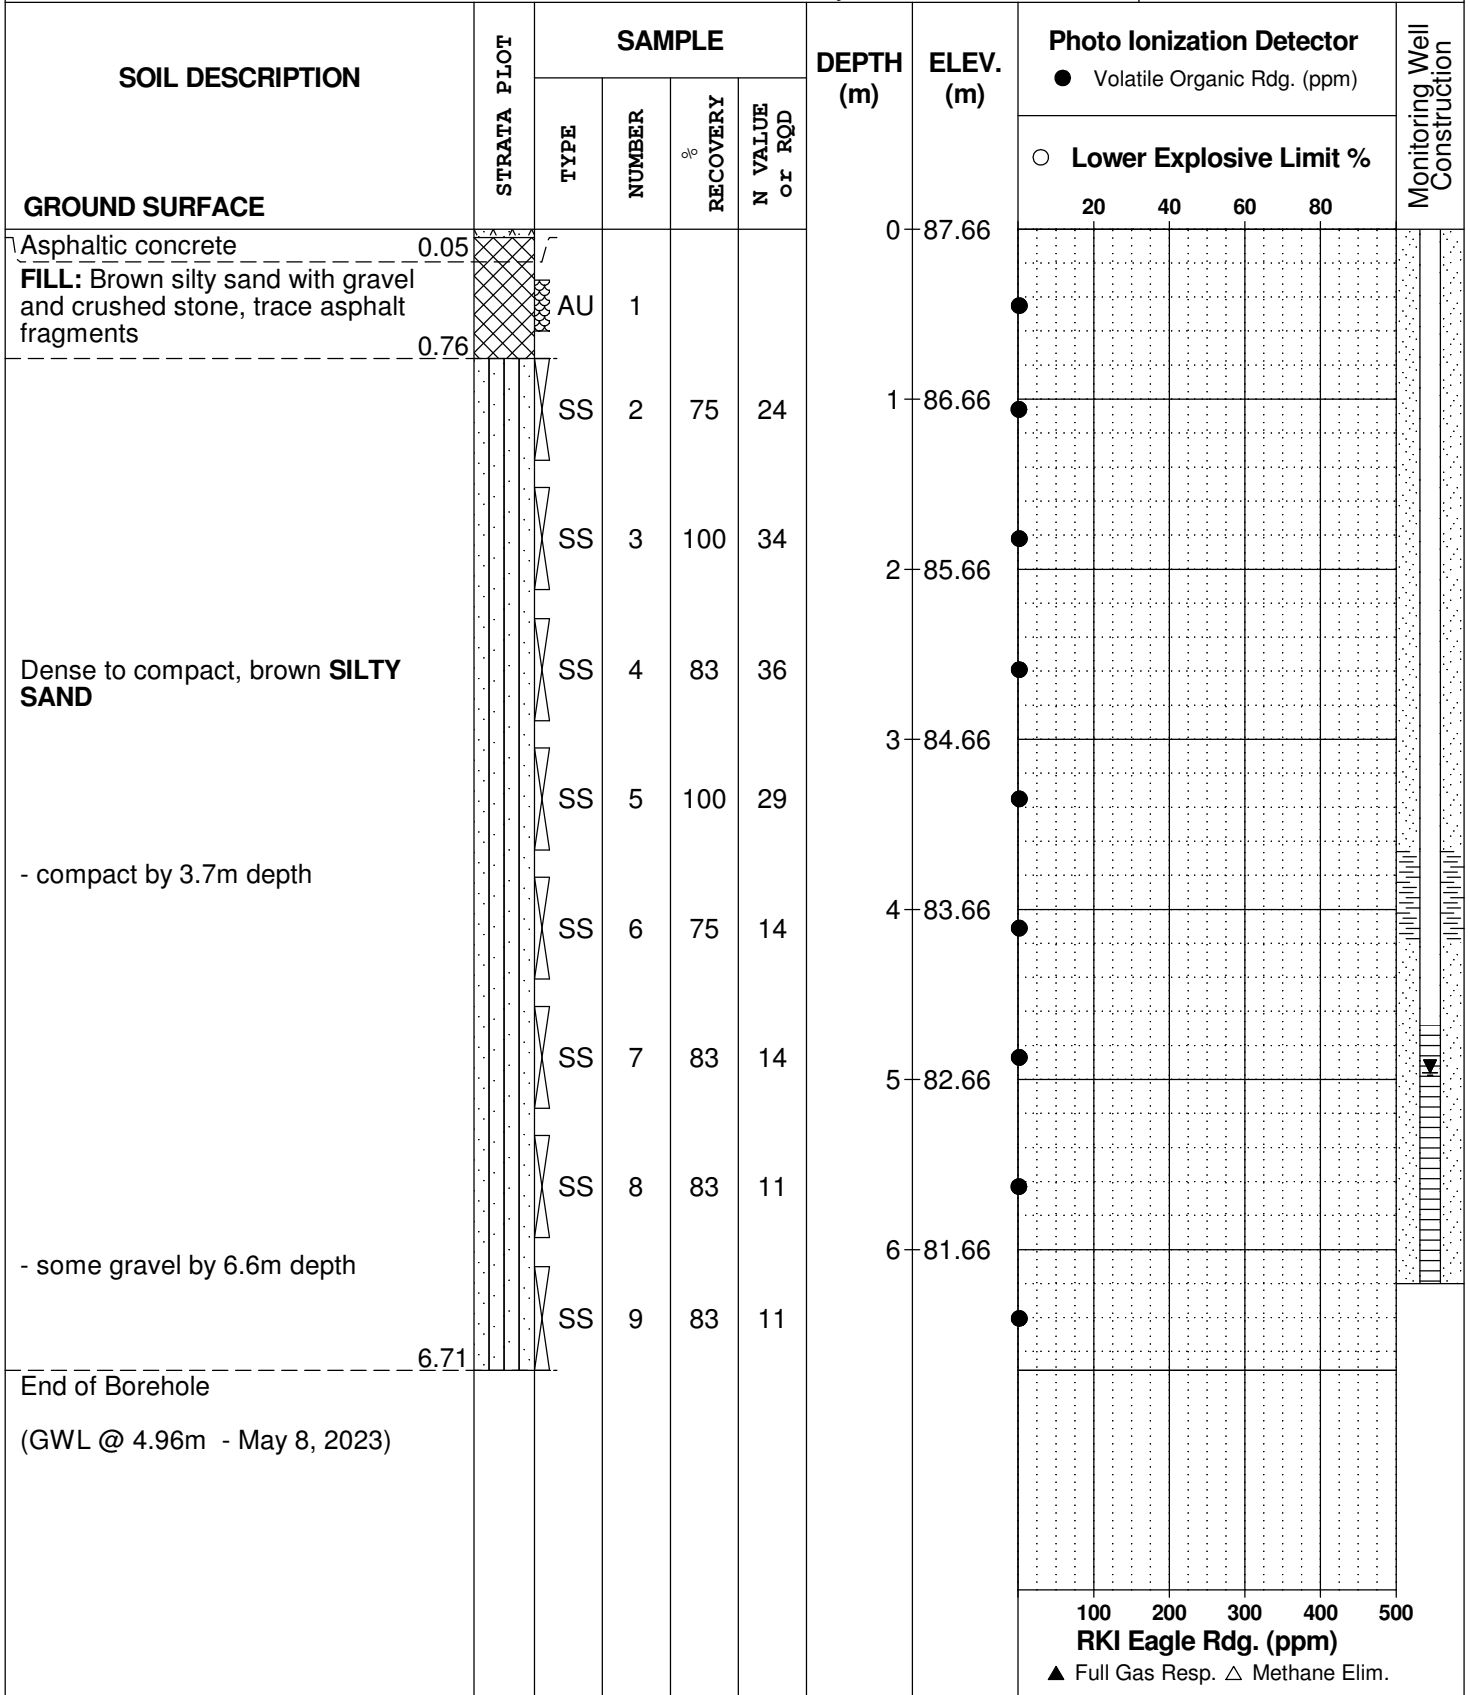 SOIL DESCRIPTION
GROUND SURFACE
STRATA PLOT
SAMPLE
TYPE
NUMBER
%
RECOVERY
N VALUE
or RQD
DEPTH
(m)
ELEV.
(m)
Photo Ionization Detector
● Volatile Organic Rdg. (ppm)
○ Lower Explosive Limit %
20 40 60 80
Monitoring Well
Construction
0 87.66
Asphaltic concrete 0.05
FILL: Brown silty sand with gravel
and crushed stone, trace asphalt
fragments
0.76
AU 1
SS 2 75 24
1 86.66
SS 3 100 34
2 85.66
Dense to compact, brown SILTY
SAND
SS 4 83 36
3 84.66
SS 5 100 29
- compact by 3.7m depth
4 83.66
SS 6 75 14
SS 7 83 14
5 82.66
SS 8 83 11
6 81.66
- some gravel by 6.6m depth
SS 9 83 11
6.71
End of Borehole
(GWL @ 4.96m - May 8, 2023)
100 200 300 400 500
RKI Eagle Rdg. (ppm)
▲ Full Gas Resp. △ Methane Elim.